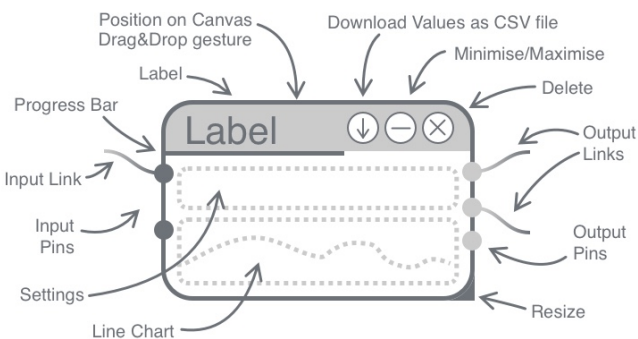 Position on Canvas
Drag&Drop gesture
Download Values as CSV file
Minimise/Maximise
Label
Delete
Progress Bar
Label
Output
Links
Input Link
Input
Pins
Output
Pins
Settings
Resize
Line Chart